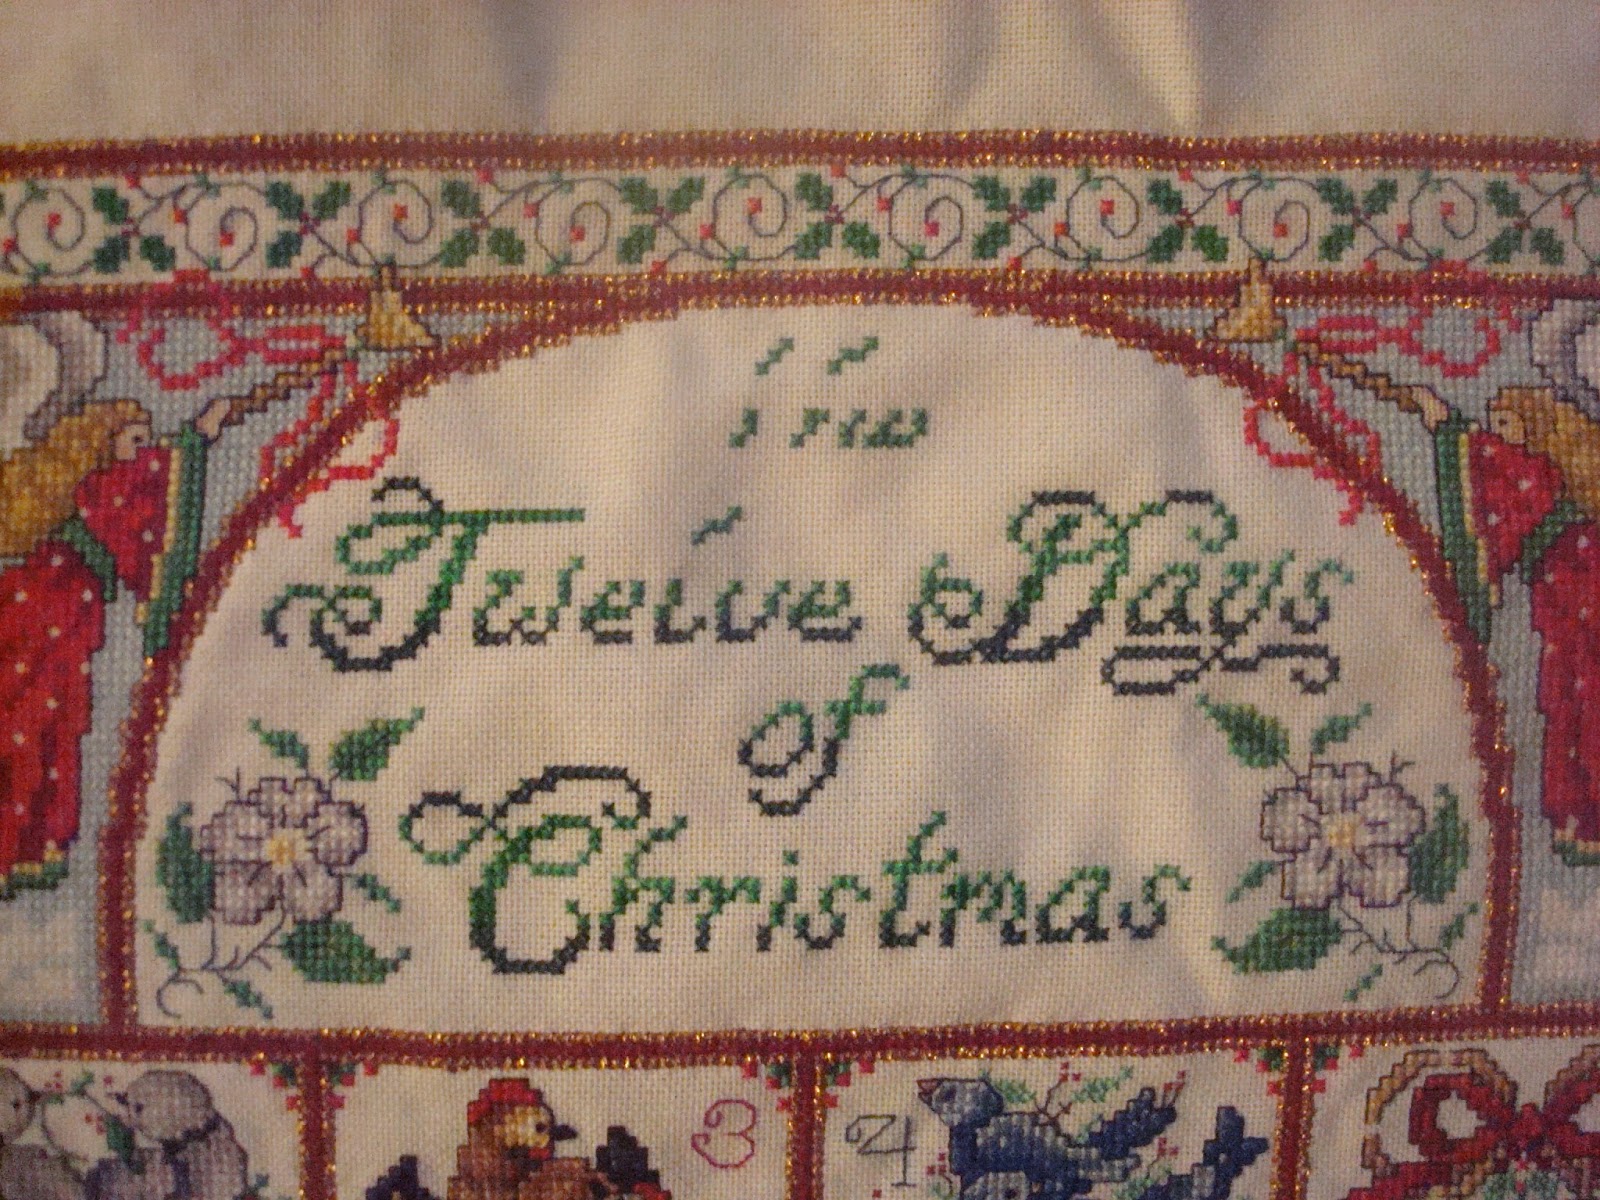 Twelve Days
of
Christmas
3 4